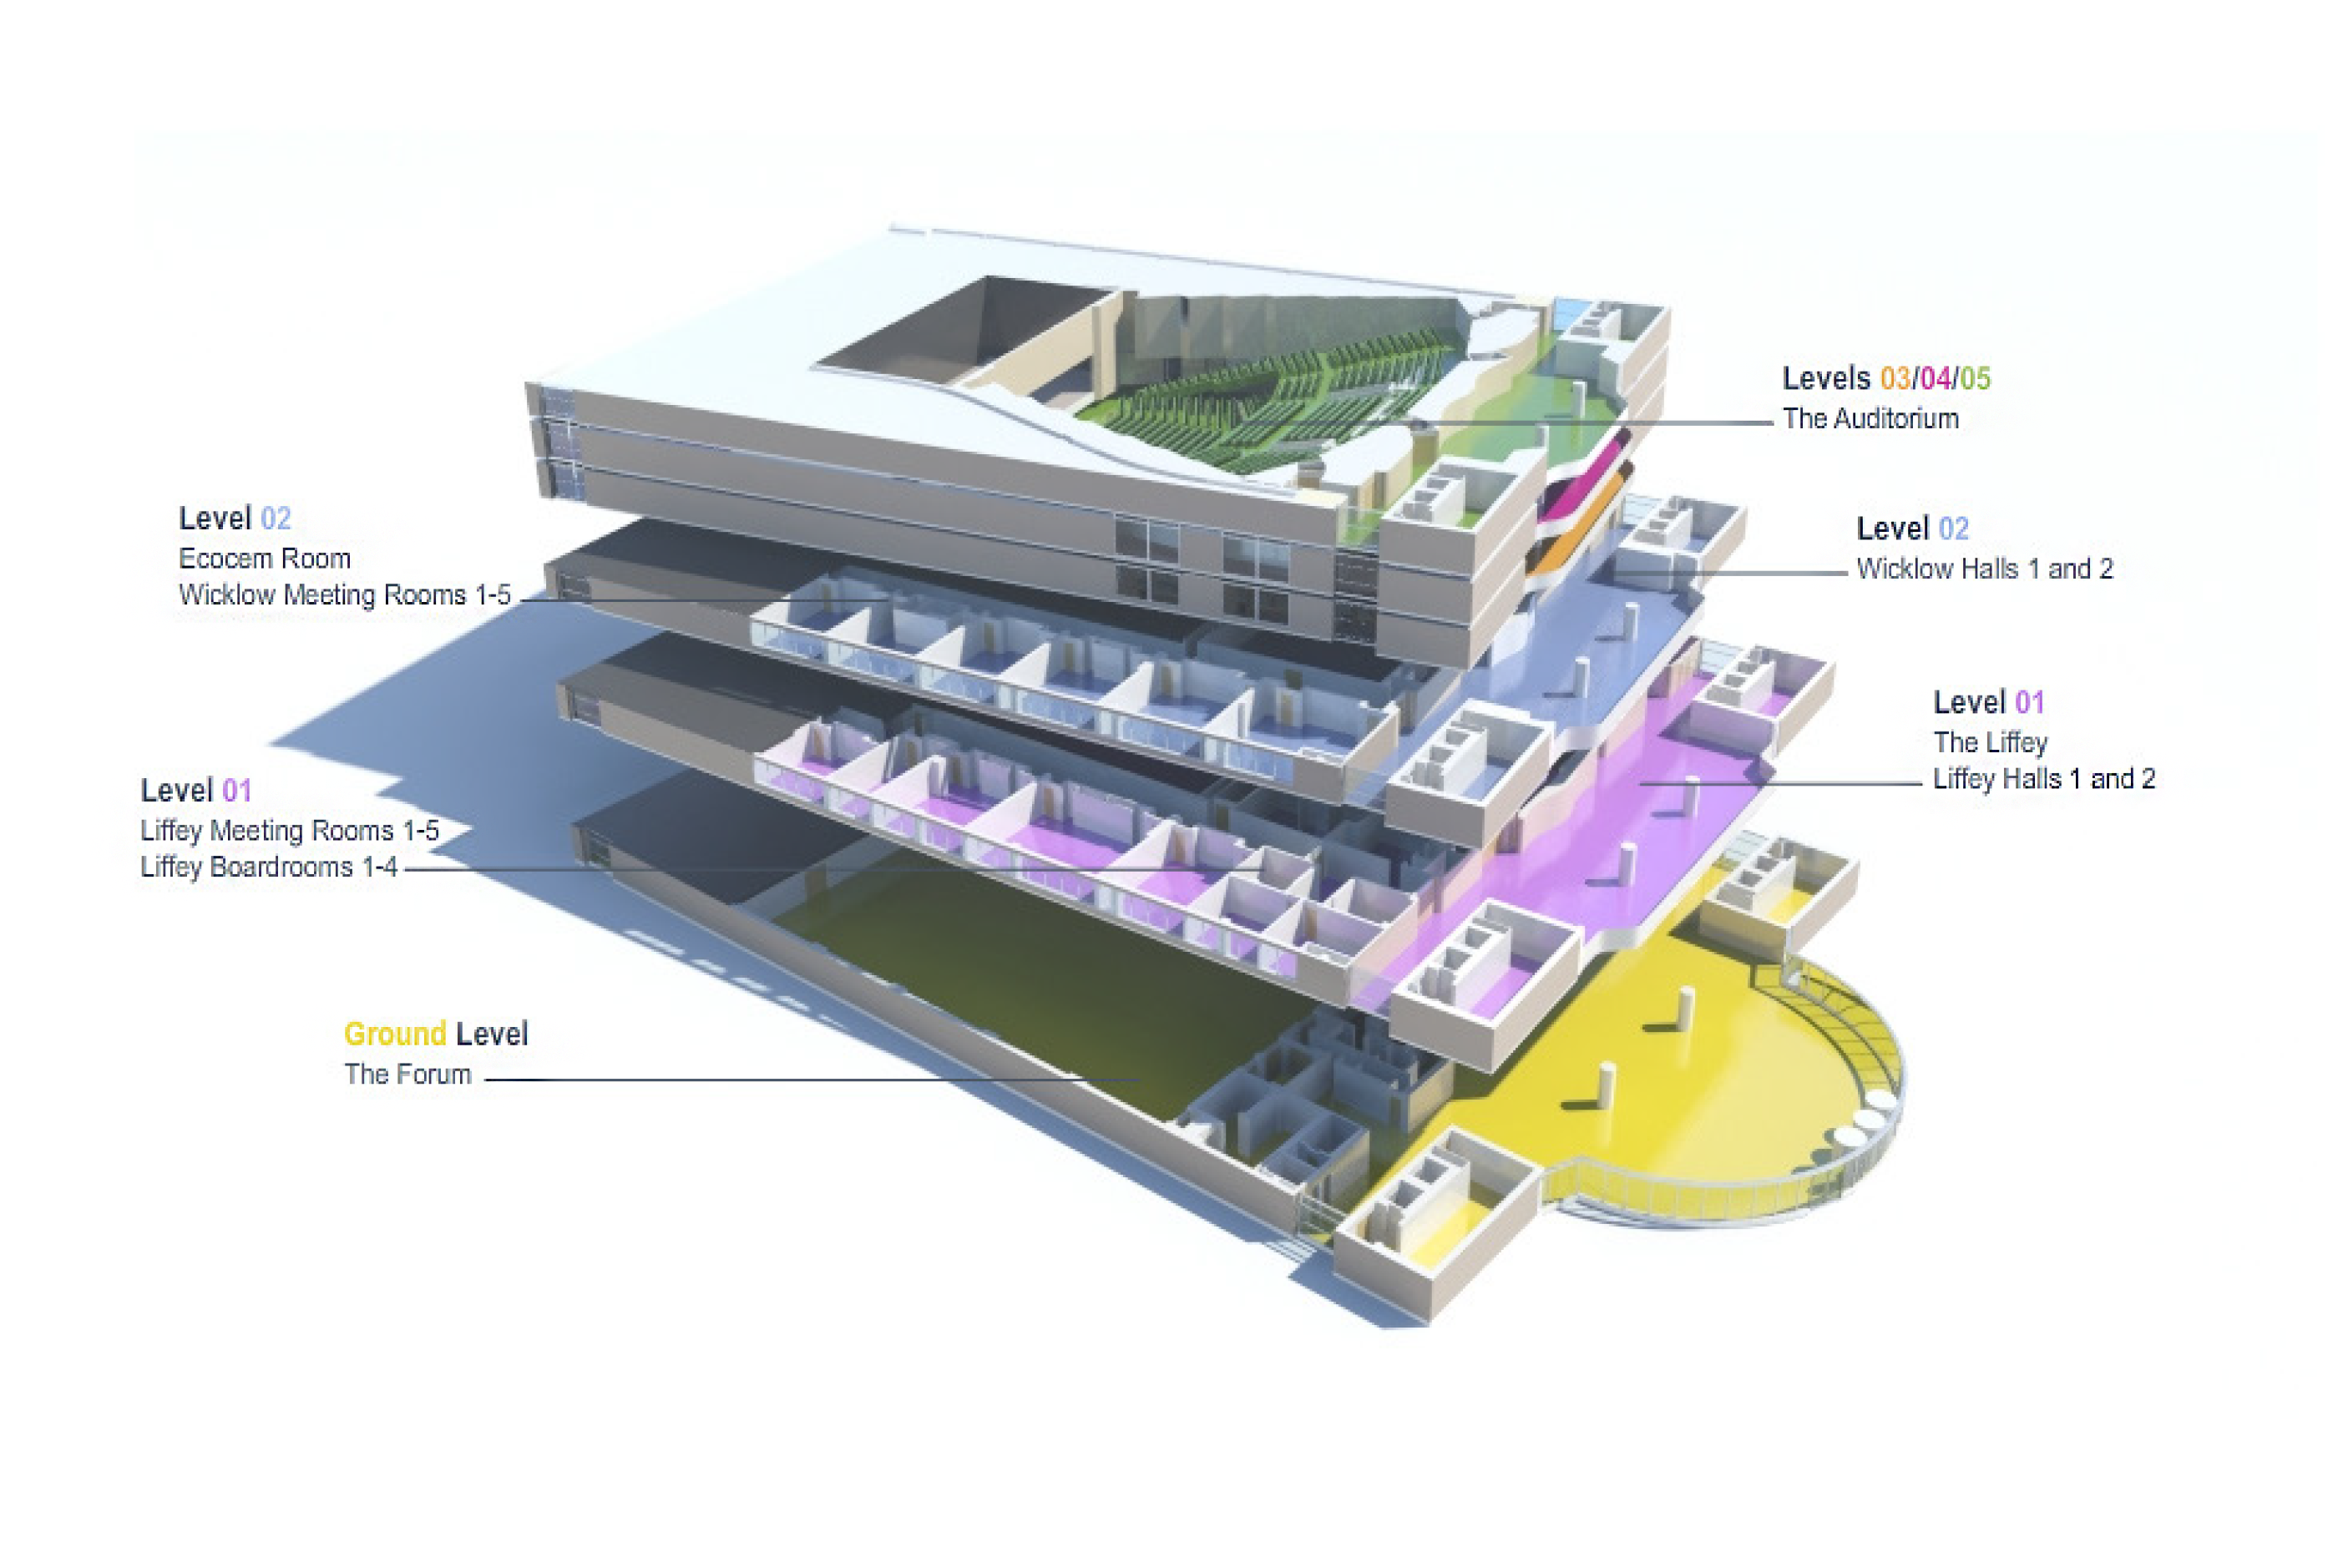 Levels 03/04/05
The Auditorium
Level 02
Ecocem Room
Wicklow Meeting Rooms 1-5
Level 02
Wicklow Halls 1 and 2
Level 01
The Liffey
Liffey Halls 1 and 2
Level 01
Liffey Meeting Rooms 1-5
Liffey Boardrooms 1-4
Ground Level
The Forum